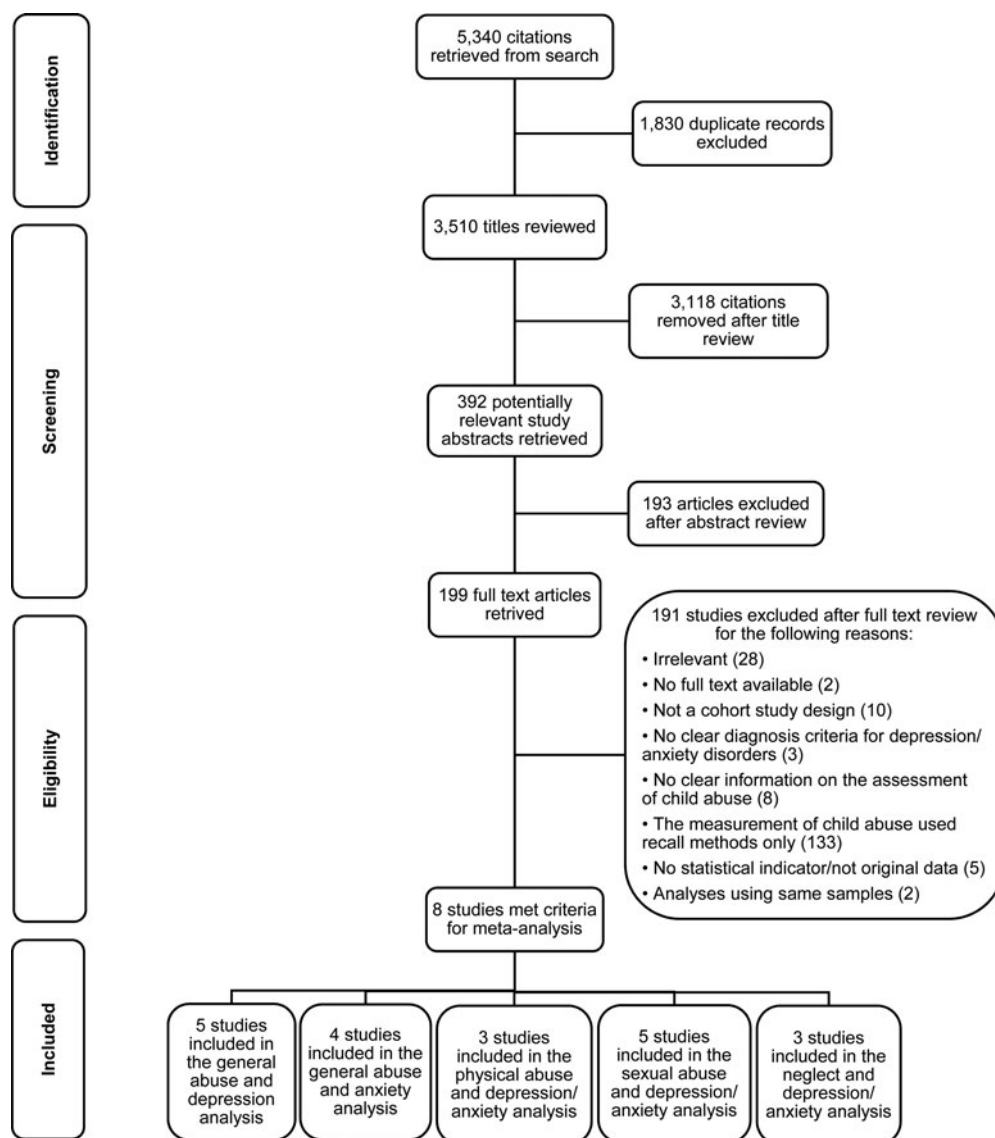 Identification
5,340 citations
retrieved from search
1,830 duplicate records
excluded
Screening
3,510 titles reviewed
3,118 citations
removed after title
review
392 potentially
relevant study
abstracts retrieved
193 articles excluded
after abstract review
199 full text articles
retrived
Eligibility
191 studies excluded after full text review
for the following reasons:
• Irrelevant (28)
• No full text available (2)
• Not a cohort study design (10)
• No clear diagnosis criteria for depression/
anxiety disorders (3)
• No clear information on the assessment
of child abuse (8)
• The measurement of child abuse used
recall methods only (133)
• No statistical indicator/not original data (5)
• Analyses using same samples (2)
8 studies met criteria
for meta-analysis
Included
5 studies
included in
the general
abuse and
depression
analysis
4 studies
included in the
general abuse
and anxiety
analysis
3 studies
included in the
physical abuse
and depression/
anxiety analysis
5 studies
included in the
sexual abuse
and depression/
anxiety analysis
3 studies
included in the
neglect and
depression/
anxiety analysis